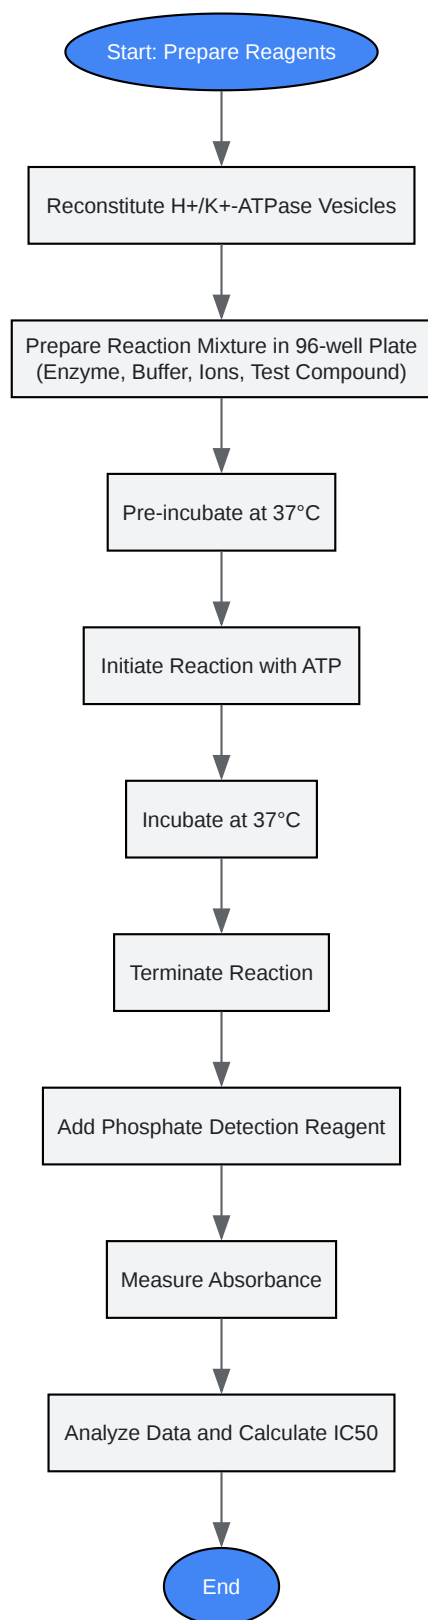 Start: Prepare Reagents
Reconstitute H+/K+-ATPase Vesicles
Prepare Reaction Mixture in 96-well Plate
(Enzyme, Buffer, Ions, Test Compound)
Pre-incubate at 37°C
Initiate Reaction with ATP
Incubate at 37°C
Terminate Reaction
Add Phosphate Detection Reagent
Measure Absorbance
Analyze Data and Calculate IC50
End